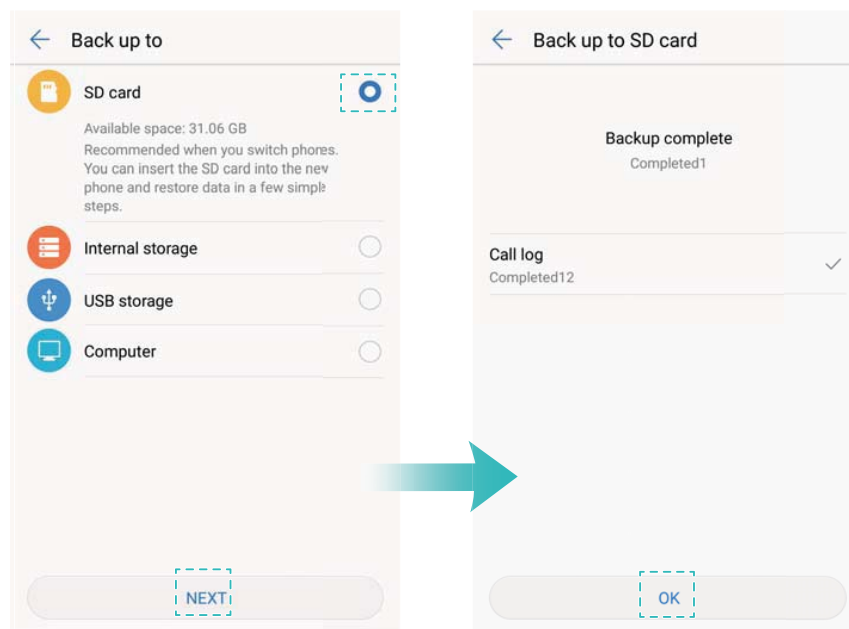 Back up to
SD card
Available space: 31.06 GB
Recommended when you switch phones.
You can insert the SD card into the new
phone and restore data in a few simple
steps.
Internal storage
USB storage
Computer
NEXT
Back up to SD card
Backup complete
Completed1
Call log
Completed12
OK